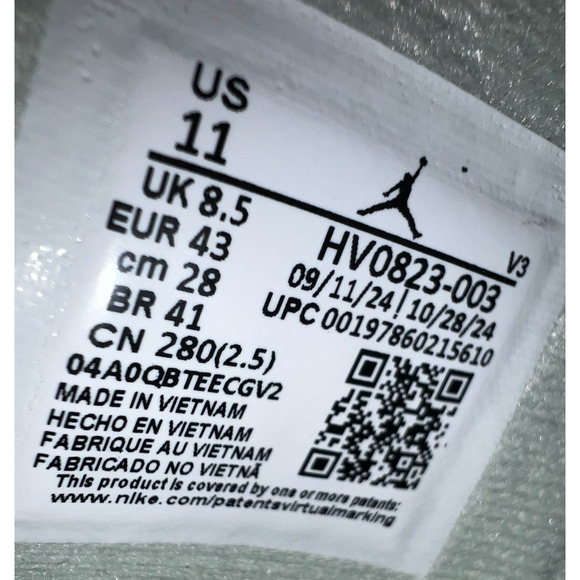 US
11
UK 8.5
EUR 43
cm 28
BR 41
CN 280(2.5)
04A0QBTEECGV2
MADE IN VIETNAM
HECHO EN VIETNAM
FABRIQUE AU VIETNAM
FABRICADO NO VIETNÃ
This product is covered by one or more patents:
www.nike.com/patentsvirtualmarking
V3
HV0823-003
09/11/24 | 10/28/24
UPC 00197860215610